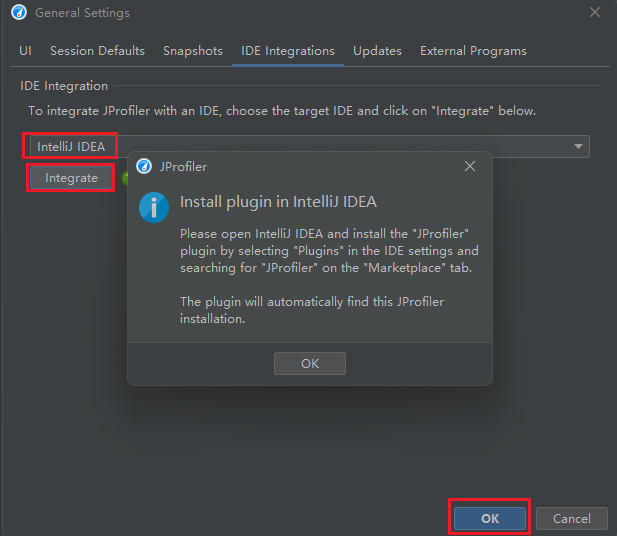 General Settings
UI Session Defaults Snapshots IDE Integrations Updates External Programs
IDE Integration
To integrate JProfiler with an IDE, choose the target IDE and click on "Integrate" below.
IntelliJ IDEA
Integrate
JProfiler
Install plugin in IntelliJ IDEA
Please open IntelliJ IDEA and install the "JProfiler"
plugin by selecting "Plugins" in the IDE settings and
searching for "JProfiler" on the "Marketplace" tab.
The plugin will automatically find this JProfiler
installation.
OK
OK Cancel